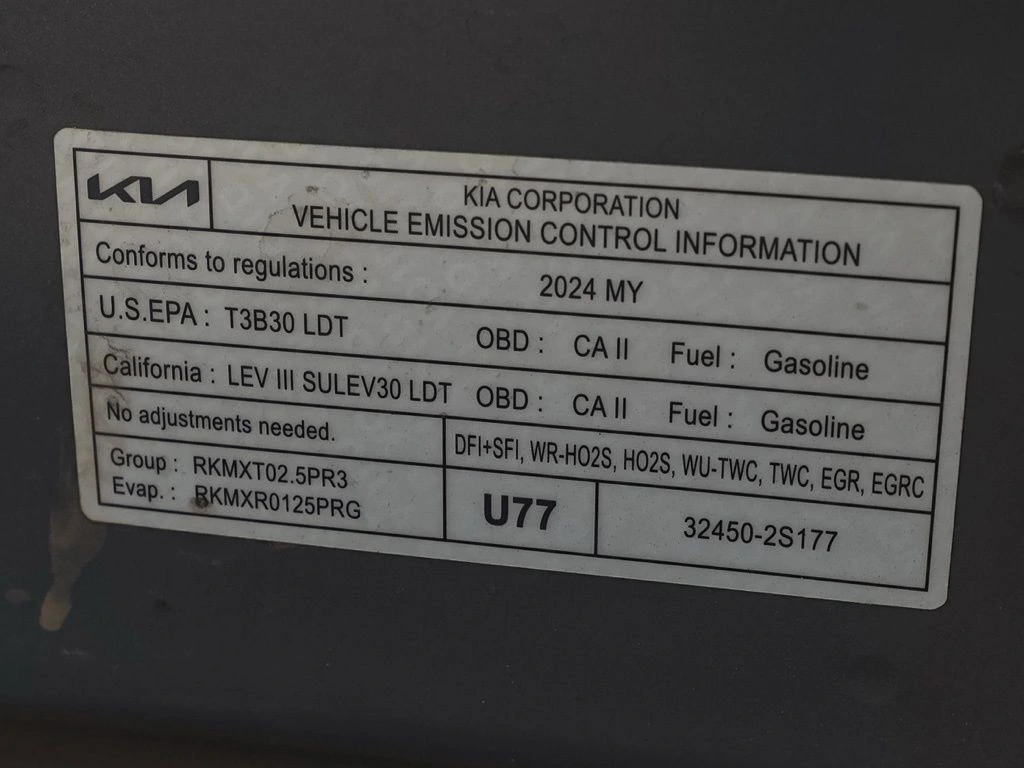 KIA
KIA CORPORATION
VEHICLE EMISSION CONTROL INFORMATION
Conforms to regulations : 2024 MY
U.S.EPA : T3B30 LDT OBD : CA II Fuel : Gasoline
California : LEV III SULEV30 LDT OBD : CA II Fuel : Gasoline
No adjustments needed.
DFI+SFI, WR-HO2S, HO2S, WU-TWC, TWC, EGR, EGRC
Group : RKMXT02.5PR3
Evap. : RKMXR0125PRG
U77
32450-2S177